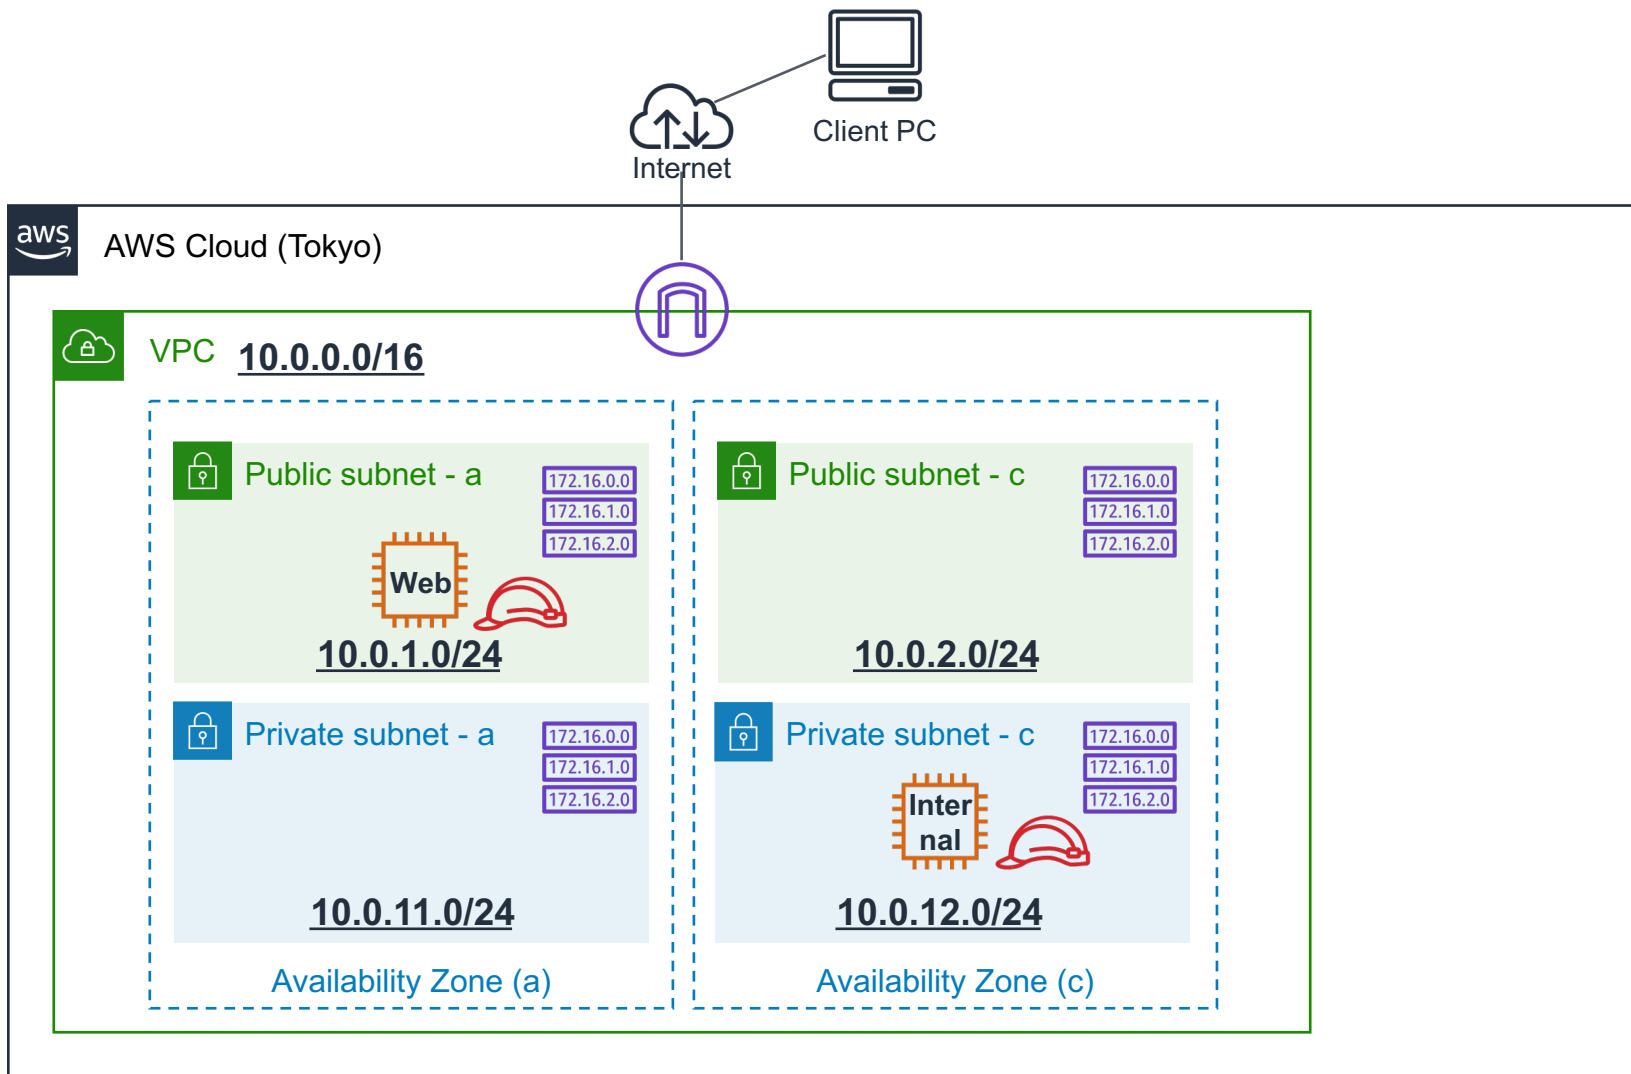 Client PC
Internet
aws
AWS Cloud (Tokyo)
VPC 10.0.0.0/16
Public subnet - a
172.16.0.0
172.16.1.0
172.16.2.0
Web
10.0.1.0/24
Public subnet - c
172.16.0.0
172.16.1.0
172.16.2.0
10.0.2.0/24
Private subnet - a
172.16.0.0
172.16.1.0
172.16.2.0
10.0.11.0/24
Private subnet - c
172.16.0.0
172.16.1.0
172.16.2.0
Inter
nal
10.0.12.0/24
Availability Zone (a)
Availability Zone (c)